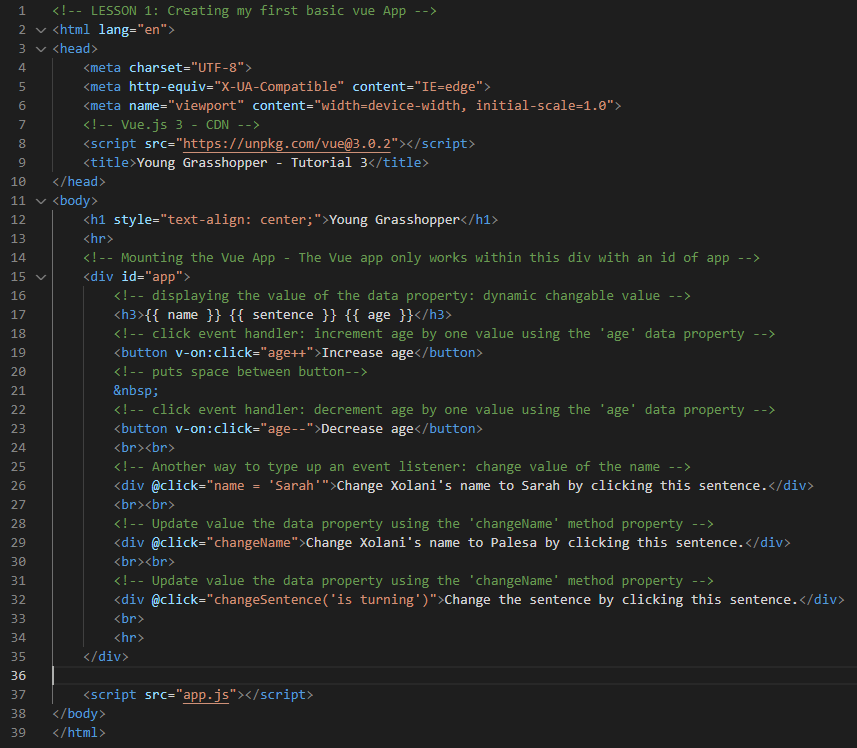 1 <!-- LESSON 1: Creating my first basic vue App -->
2 <html lang="en">
3 <head>
4 <meta charset="UTF-8">
5 <meta http-equiv="X-UA-Compatible" content="IE=edge">
6 <meta name="viewport" content="width=device-width, initial-scale=1.0">
7 <!-- Vue.js 3 - CDN -->
8 <script src="https://unpkg.com/vue@3.0.2"></script>
9 <title>Young Grasshopper - Tutorial 3</title>
10 </head>
11 <body>
12 <h1 style="text-align: center;">Young Grasshopper</h1>
13 <hr>
14 <!-- Mounting the Vue App - The Vue app only works within this div with an id of app -->
15 <div id="app">
16 <!-- displaying the value of the data property: dynamic changable value -->
17 <h3>{{ name }} {{ sentence }} {{ age }}</h3>
18 <!-- click event handler: increment age by one value using the 'age' data property -->
19 <button v-on:click="age++">Increase age</button>
20 <!-- puts space between button-->
21 &nbsp;
22 <!-- click event handler: decrement age by one value using the 'age' data property -->
23 <button v-on:click="age--">Decrease age</button>
24 <br><br>
25 <!-- Another way to type up an event listener: change value of the name -->
26 <div @click="name = 'Sarah'">Change Xolani's name to Sarah by clicking this sentence.</div>
27 <br><br>
28 <!-- Update value the data property using the 'changeName' method property -->
29 <div @click="changeName">Change Xolani's name to Palesa by clicking this sentence.</div>
30 <br><br>
31 <!-- Update value the data property using the 'changeName' method property -->
32 <div @click="changeSentence('is turning')">Change the sentence by clicking this sentence.</div>
33 <br>
34 <hr>
35 </div>
36
37 <script src="app.js"></script>
38 </body>
39 </html>